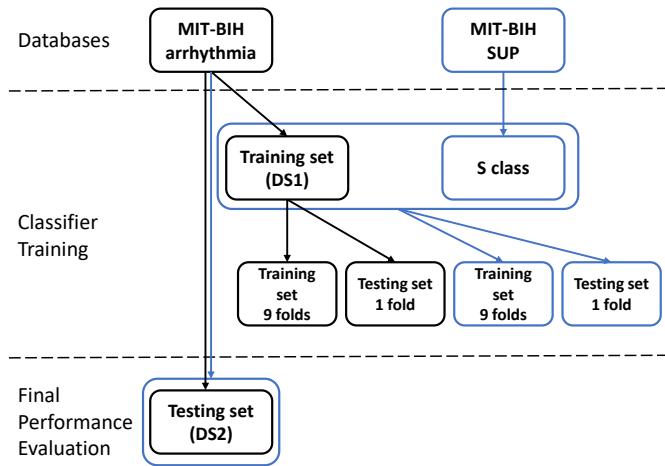 Databases
MIT-BIH
arrhythmia
MIT-BIH
SUP
Classifier
Training
Training set
(DS1)
S class
Training
set
9 folds
Testing set
1 fold
Training
set
9 folds
Testing set
1 fold
Final
Performance
Evaluation
Testing set
(DS2)